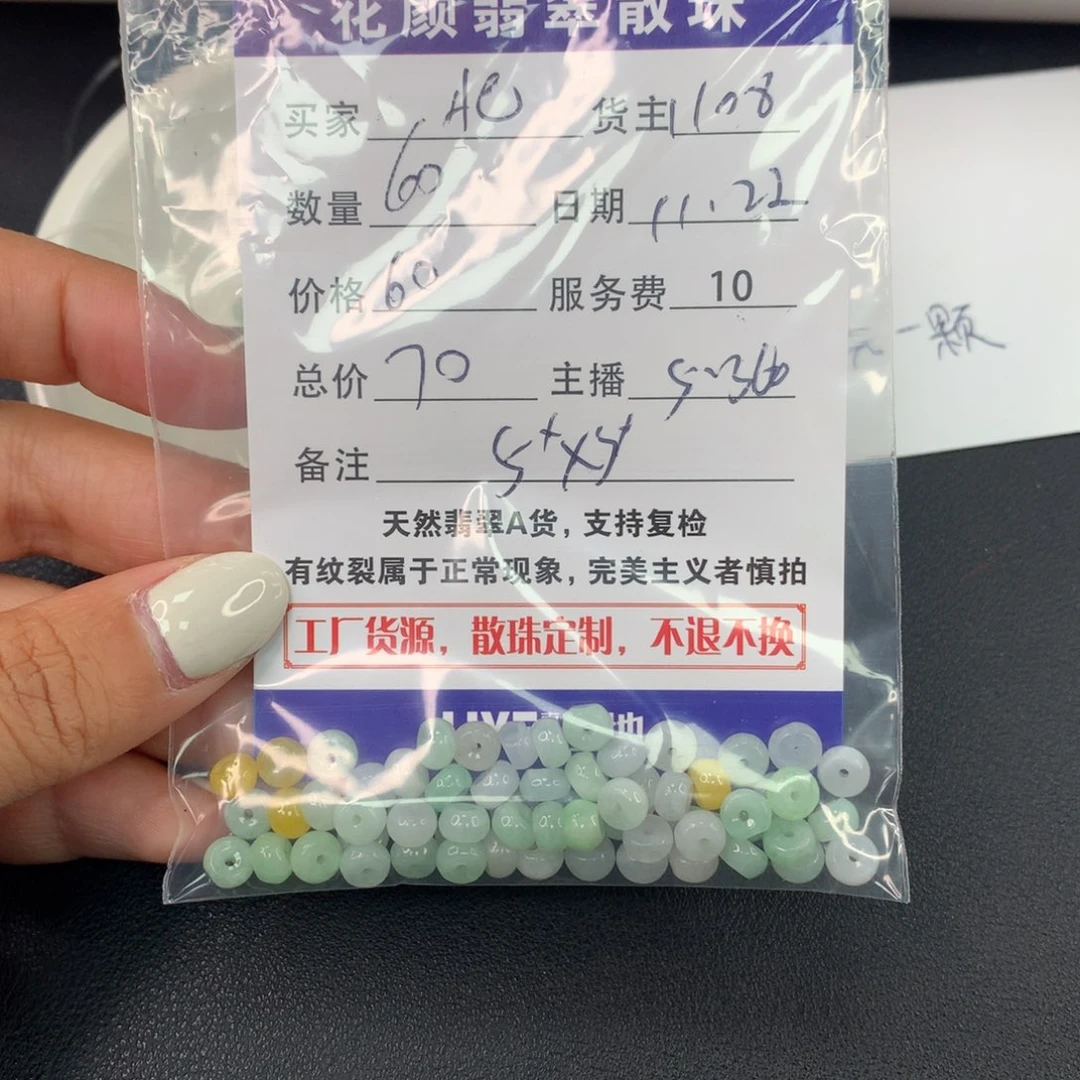 花颜翡翠散珠
买家 AC 货主 1108
数量 60 日期 11.22
价格 60 服务费 10
总价 70 主播
备注
天然翡翠A货，支持复检
有纹裂属于正常现象，完美主义者慎拍
工厂货源，散珠定制，不退不换
一颗